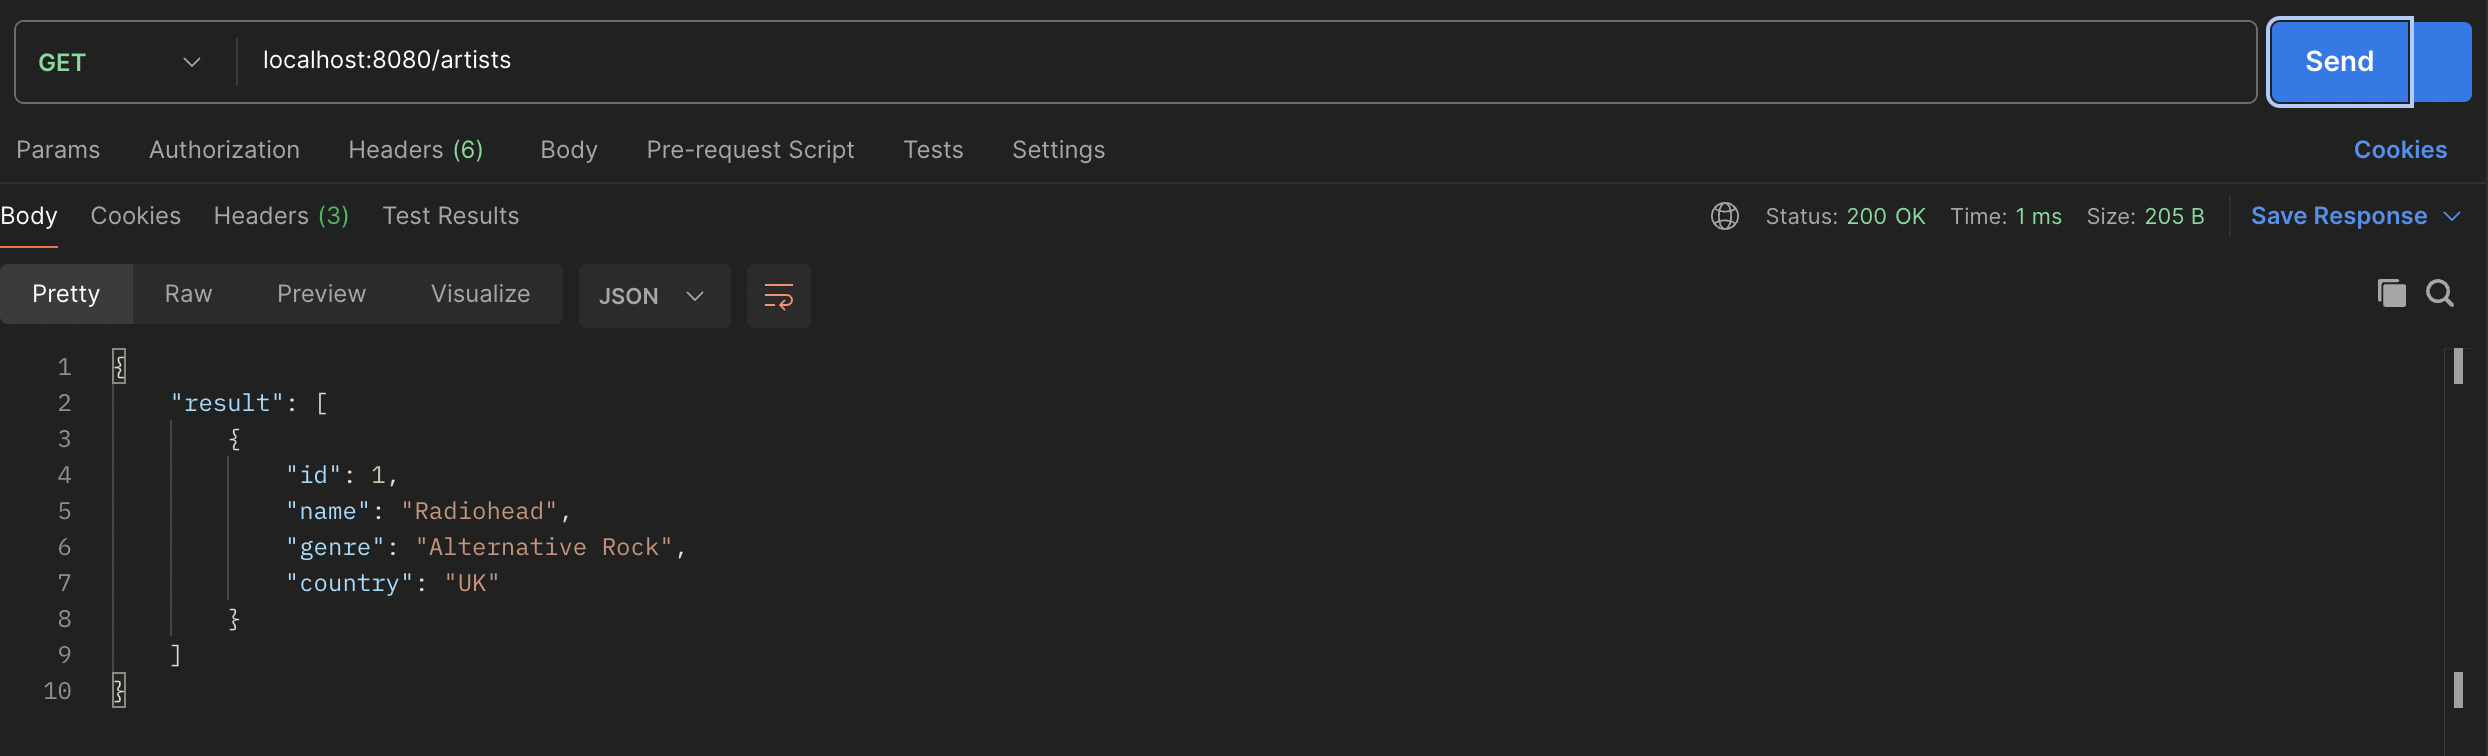 GET localhost:8080/artists Send
Params Authorization Headers (6) Body Pre-request Script Tests Settings Cookies
Body Cookies Headers (3) Test Results Status: 200 OK Time: 1 ms Size: 205 B Save Response
Pretty Raw Preview Visualize JSON
1 {
2 "result": [
3 {
4 "id": 1,
5 "name": "Radiohead",
6 "genre": "Alternative Rock",
7 "country": "UK"
8 }
9 ]
10 }